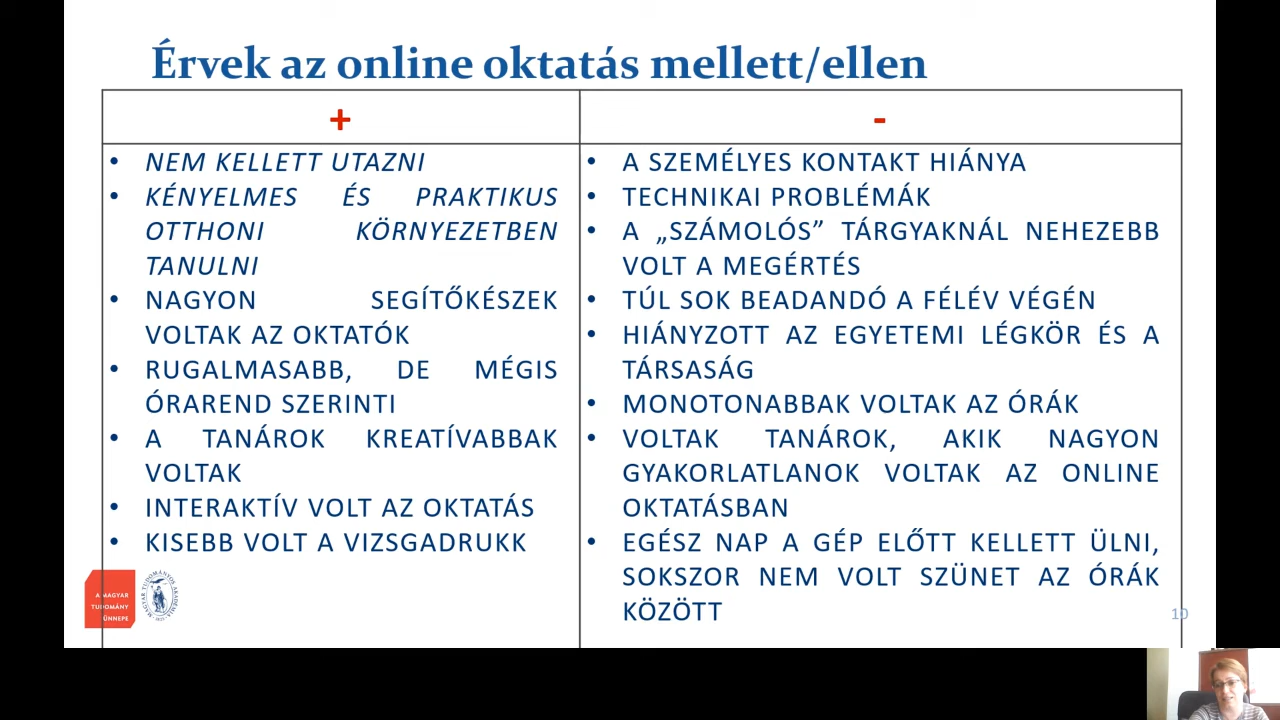 Érvek az online oktatás mellett/ellen
+
• NEM KELLETT UTAZNI
• KÉNYELMES ÉS PRAKTIKUS
OTTHONI KÖRNYEZETBEN
TANULNI
• NAGYON SEGÍTŐKÉSZEK
VOLTAK AZ OKTATÓK
• RUGALMASABB, DE MÉGIS
ÓRAREND SZERINTI
• A TANÁROK KREATÍVABBAK
VOLTAK
• INTERAKTÍV VOLT AZ OKTATÁS
• KISEBB VOLT A VIZSGADRUKK
-
• A SZEMÉLYES KONTAKT HIÁNYA
• TECHNIKAI PROBLÉMÁK
• A „SZÁMOLÓS” TÁRGYAKNÁL NEHEZEBB
VOLT A MEGÉRTÉS
• TÚL SOK BEADANDÓ A FÉLÉV VÉGÉN
• HIÁNYZOTT AZ EGYETEMI LÉGKÖR ÉS A
TÁRSASÁG
• MONOTONABBAK VOLTAK AZ ÓRÁK
• VOLTAK TANÁROK, AKIK NAGYON
GYAKORLATLANOK VOLTAK AZ ONLINE
OKTATÁSBAN
• EGÉSZ NAP A GÉP ELŐTT KELLETT ÜLNI,
SOKSZOR NEM VOLT SZÜNET AZ ÓRÁK
KÖZÖTT
A MAGYAR
TUDOMÁNY
ÜNNEPE
MAGYAR TUDOMÁNYOS AKADÉMIA
10